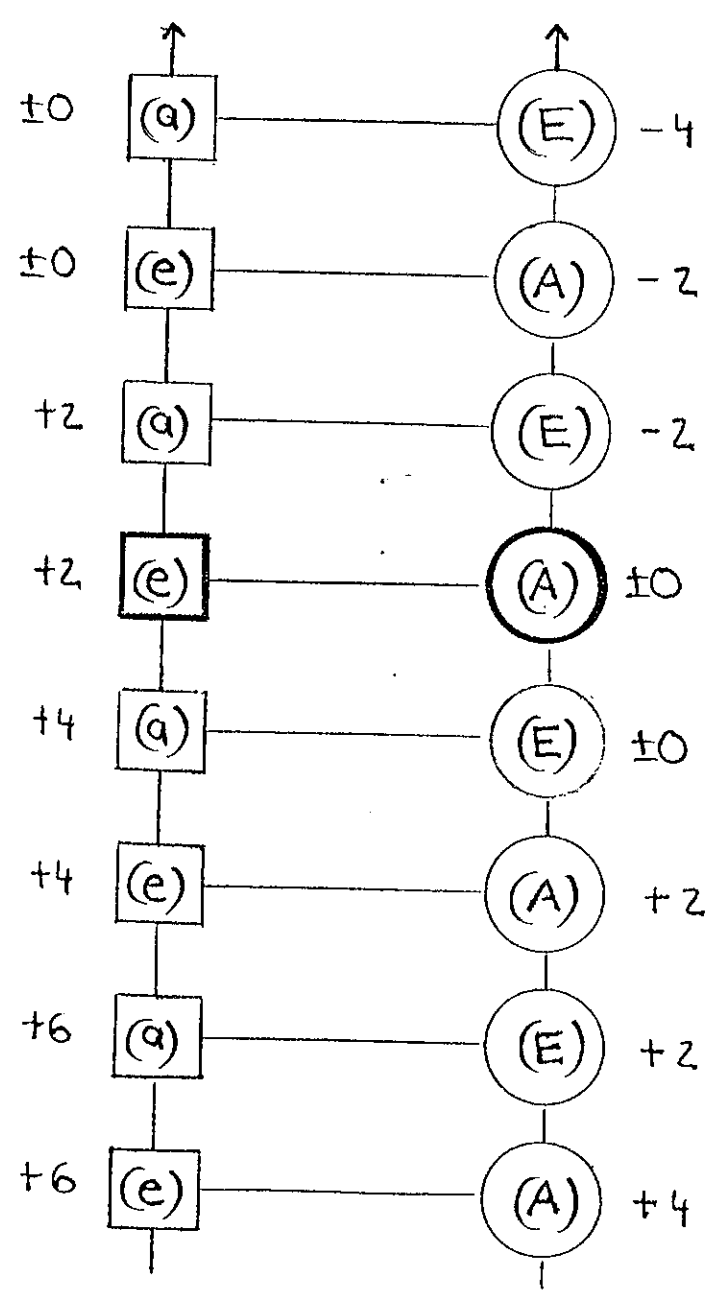 ±0 (a) (E) -4
±0 (e) (A) -2
+2 (a) (E) -2
+2 (e) (A) ±0
+4 (a) (E) ±0
+4 (e) (A) +2
+6 (a) (E) +2
+6 (e) (A) +4